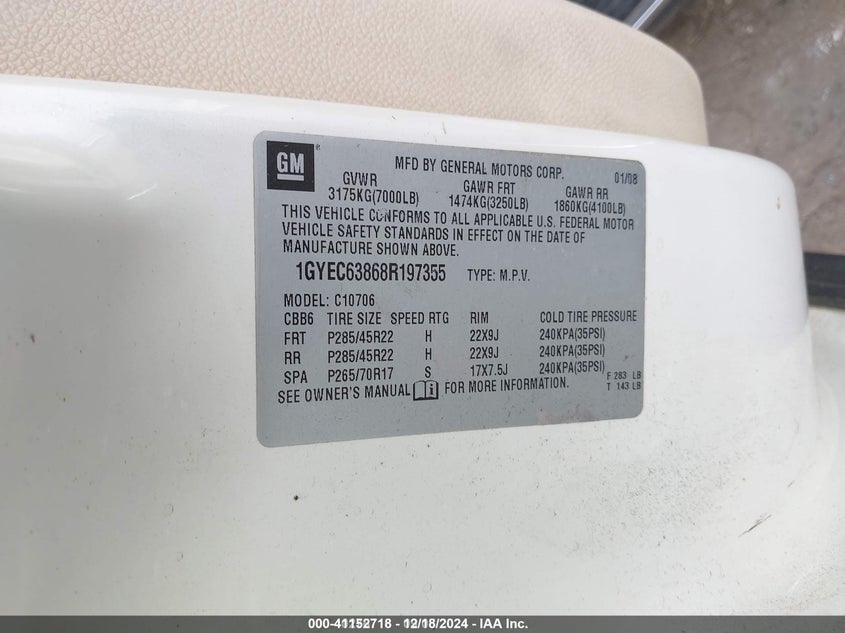 GM
MFD BY GENERAL MOTORS CORP. 01/08
GVWR GAWR FRT GAWR RR
3175KG(7000LB) 1474KG(3250LB) 1860KG(4100LB)
THIS VEHICLE CONFORMS TO ALL APPLICABLE U.S. FEDERAL MOTOR
VEHICLE SAFETY STANDARDS IN EFFECT ON THE DATE OF
MANUFACTURE SHOWN ABOVE.
1GYEC63868R197355 TYPE: M.P.V.
MODEL: C10706
CBB6 TIRE SIZE SPEED RTG RIM COLD TIRE PRESSURE
FRT P285/45R22 H 22X9J 240KPA(35PSI)
RR P285/45R22 H 22X9J 240KPA(35PSI)
SPA P265/70R17 S 17X7.5J 240KPA(35PSI)
SEE OWNER'S MANUAL FOR MORE INFORMATION.
F 283 LB
T 143 LB
000-41152718 - 12/18/2024 - IAA Inc.